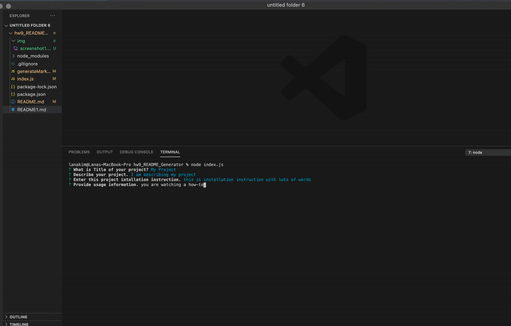 untitled folder 6
EXPLORER
UNTITLED FOLDER 6
hw9_README...
img
screenshot1...
node_modules
.gitignore
generateMark... M
index.js M
package-lock.json
package.json
README.md M
README1.md
PROBLEMS OUTPUT DEBUG CONSOLE TERMINAL 7: node
lanakim@Lanas-MacBook-Pro hw9_README_Generator % node index.js
? What is Title of your project? My Project
? Describe your project. I am describing my project
? Enter this project intallation instruction. this is installation instruction with lots of words
? Provide usage information. you are watching a how-to
OUTLINE
TIMELINE